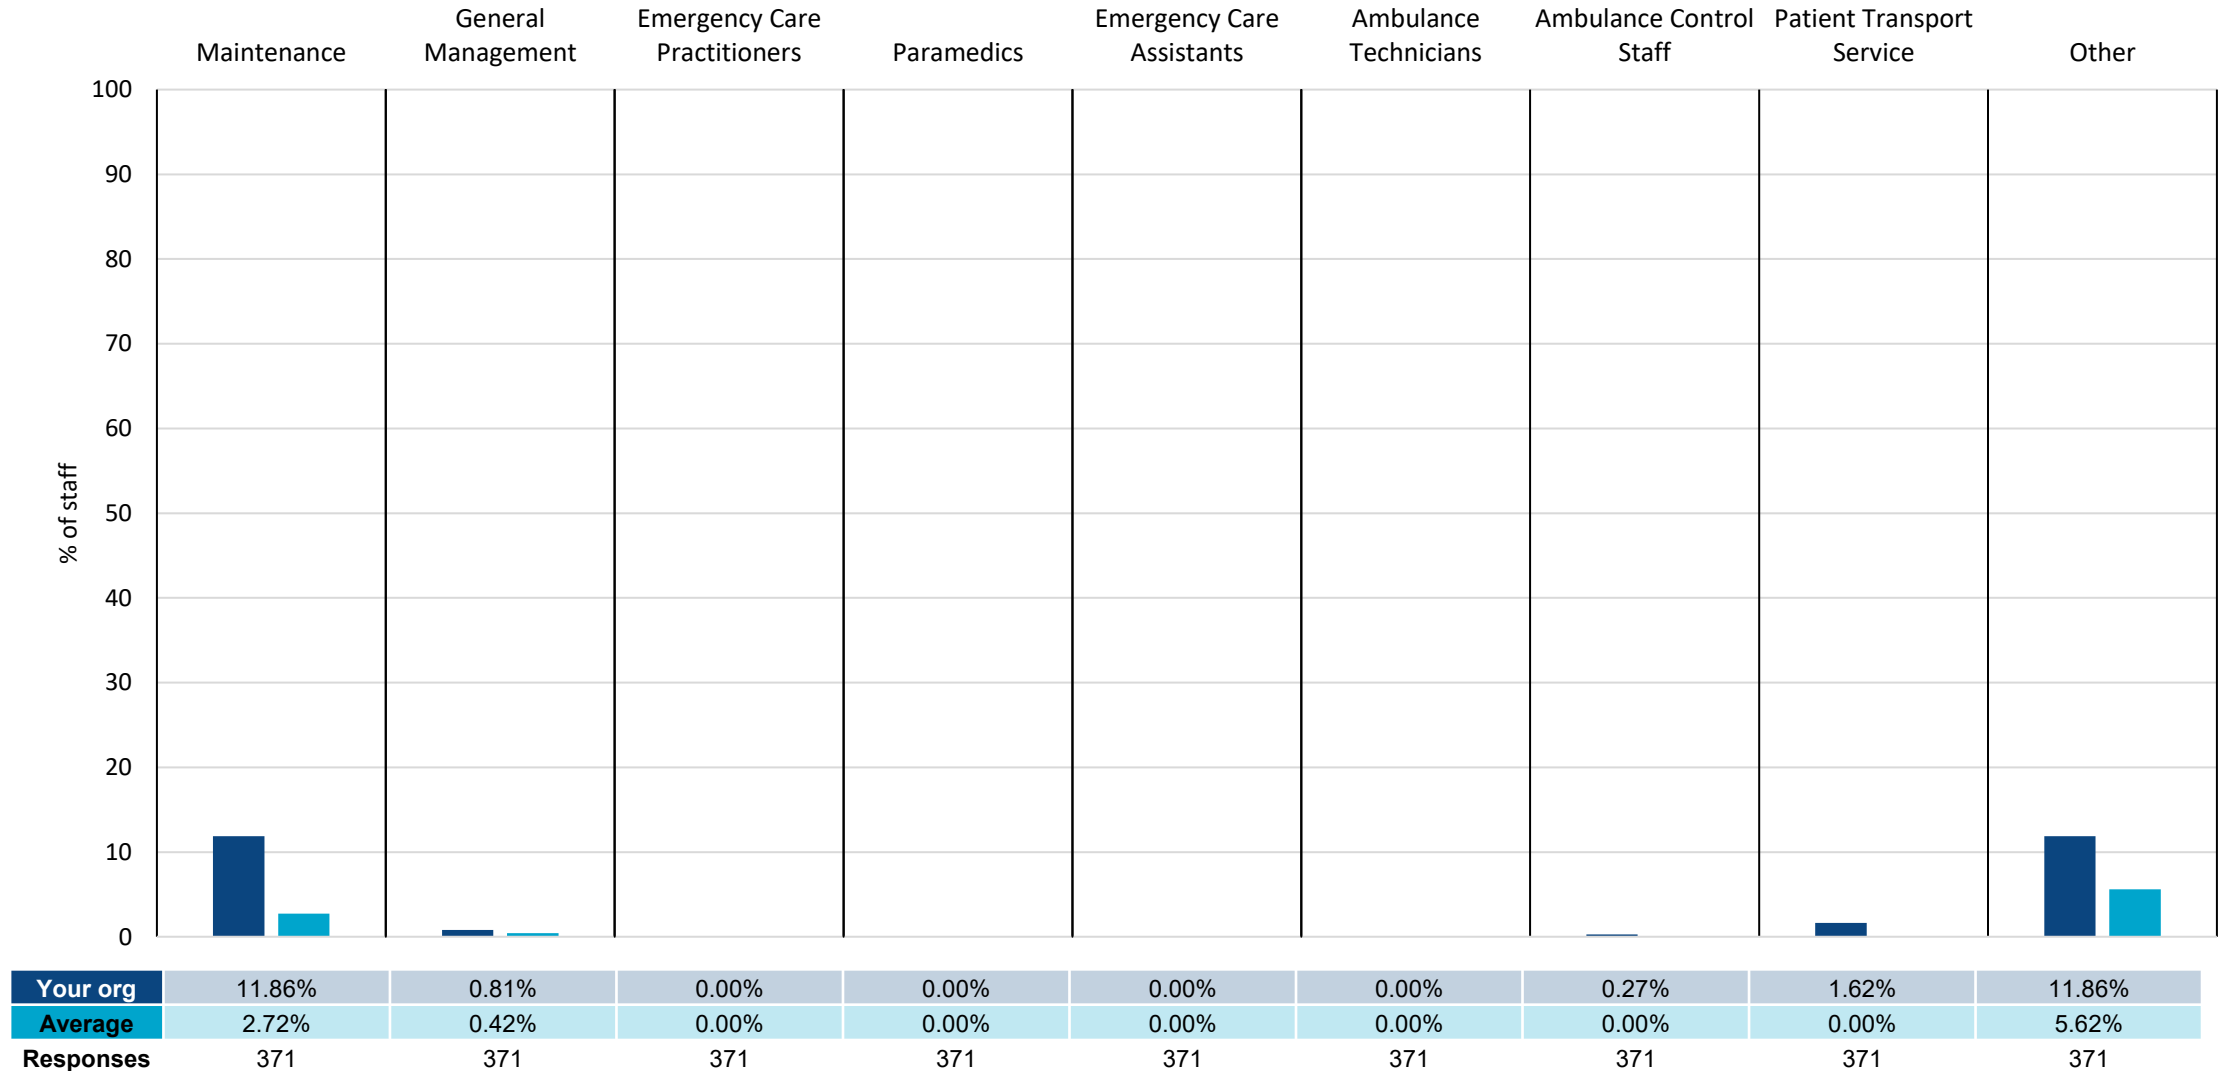 Maintenance
General
Management
Emergency Care
Practitioners
Paramedics
Emergency Care
Assistants
Ambulance
Technicians
Ambulance Control
Staff
Patient Transport
Service
Other
% of staff
100
90
80
70
60
50
40
30
20
10
0
Your org 11.86% 0.81% 0.00% 0.00% 0.00% 0.00% 0.27% 1.62% 11.86%
Average 2.72% 0.42% 0.00% 0.00% 0.00% 0.00% 0.00% 0.00% 5.62%
Responses 371 371 371 371 371 371 371 371 371